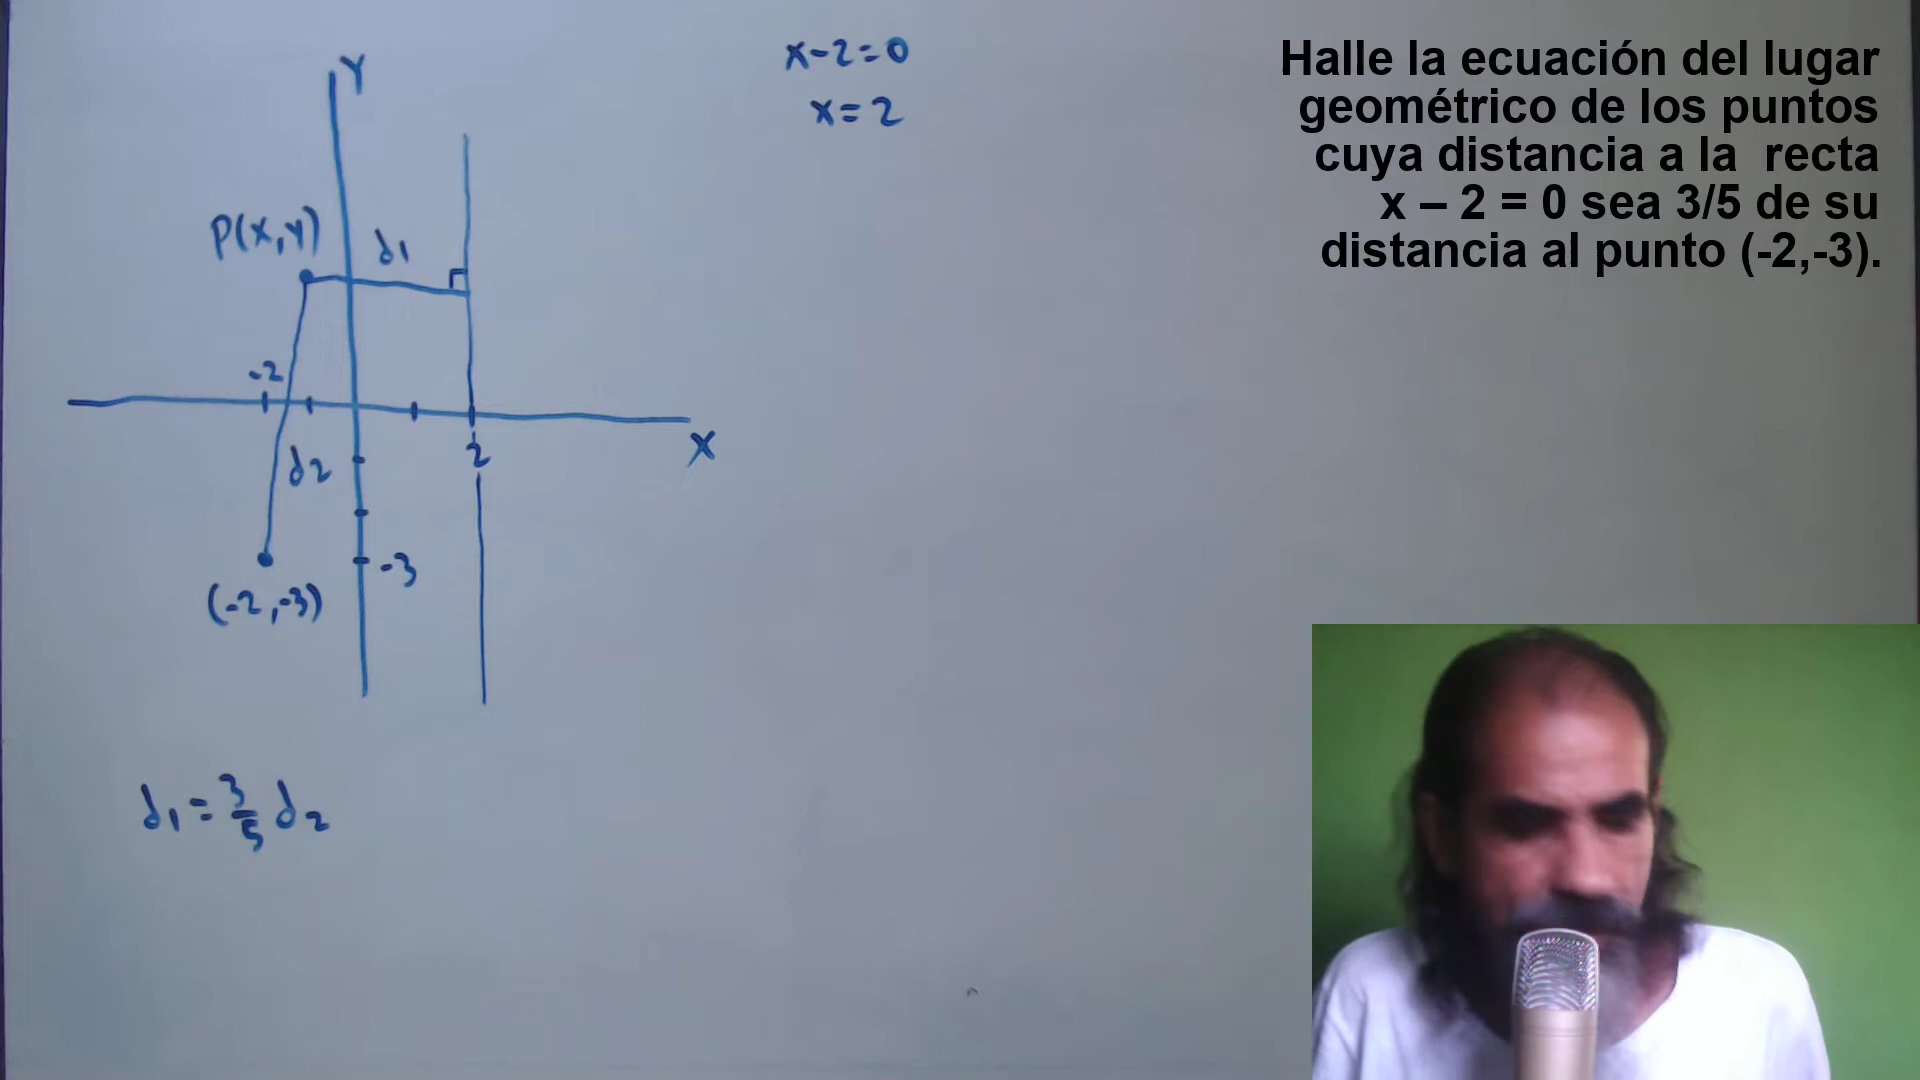 Halle la ecuación del lugar
geométrico de los puntos
cuya distancia a la recta
x – 2 = 0 sea 3/5 de su
distancia al punto (-2,-3).
x-2=0
x=2
Y
P(x,y)
d1
-2
2
X
d2
-3
(-2,-3)
d1=3/5 d2